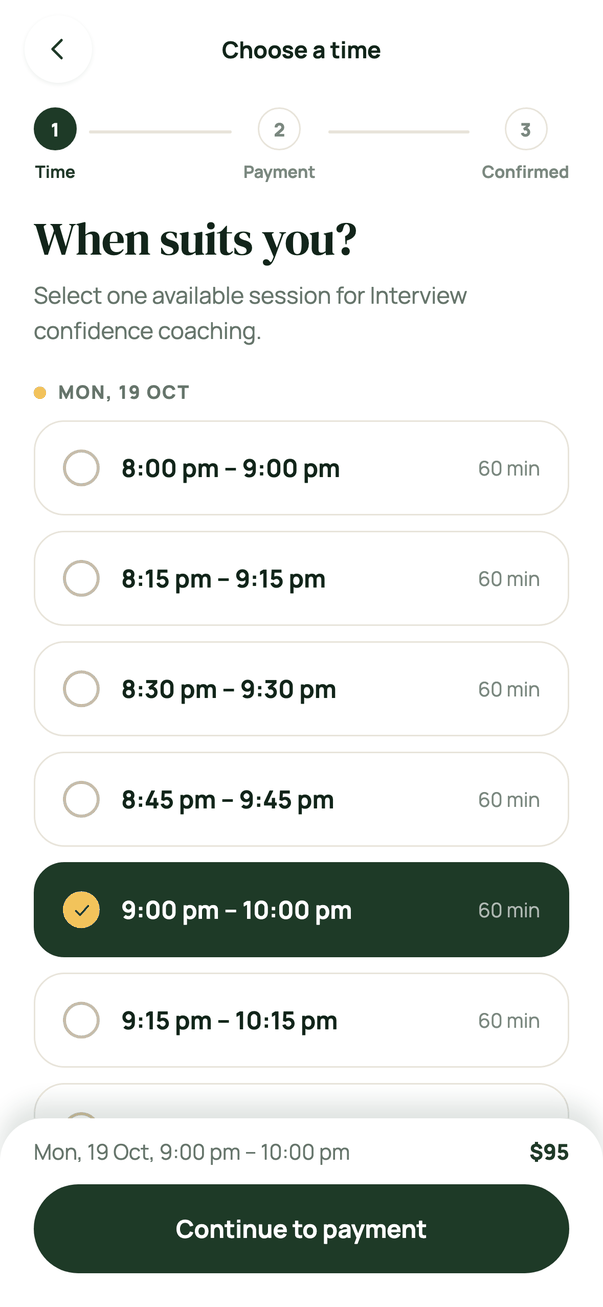 Choose a time
1
2
3
Time
Payment
Confirmed
When suits you?
Select one available session for Interview
confidence coaching.
MON, 19 OCT
8:00 pm – 9:00 pm 60 min
8:15 pm – 9:15 pm 60 min
8:30 pm – 9:30 pm 60 min
8:45 pm – 9:45 pm 60 min
9:00 pm – 10:00 pm 60 min
9:15 pm – 10:15 pm 60 min
Mon, 19 Oct, 9:00 pm – 10:00 pm $95
Continue to payment